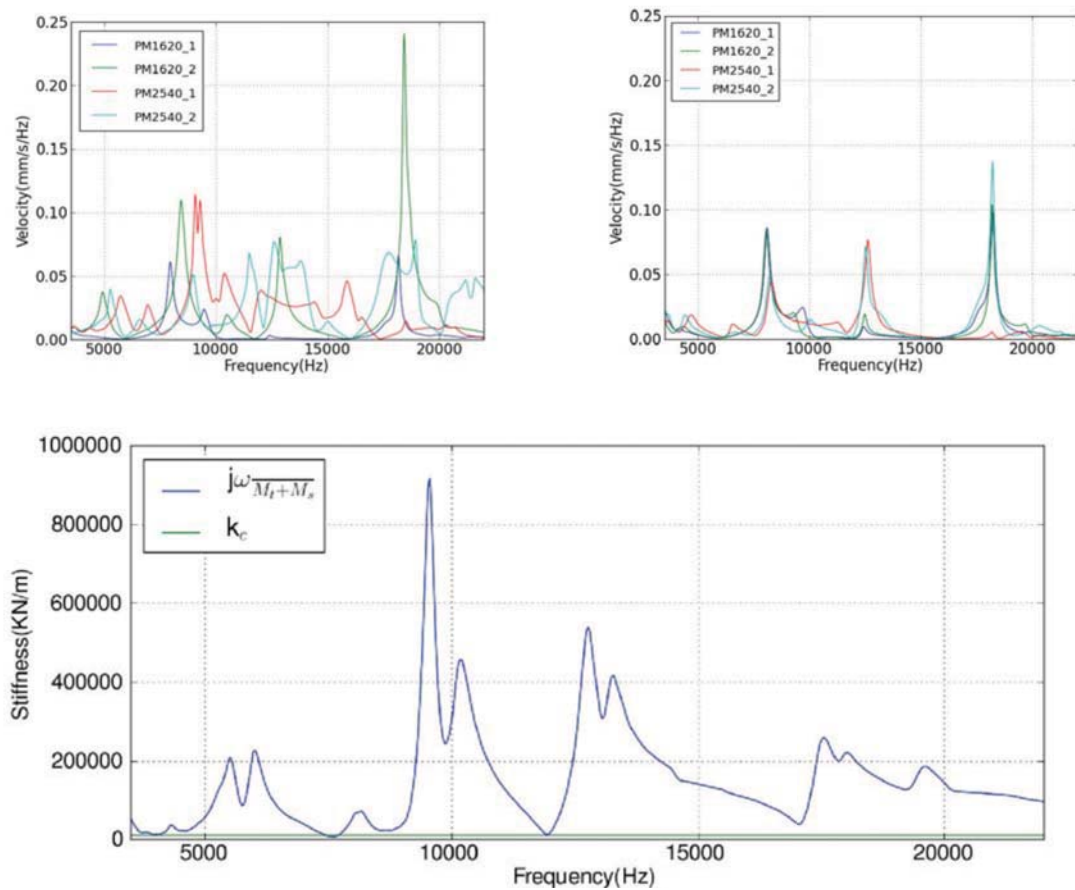 0.25
0.20
0.15
0.10
0.05
0.00
Velocity(mm/s/Hz)
PM1620_1
PM1620_2
PM2540_1
PM2540_2
5000 10000 15000 20000
Frequency(Hz)
0.25
0.20
0.15
0.10
0.05
0.00
Velocity(mm/s/Hz)
PM1620_1
PM1620_2
PM2540_1
PM2540_2
5000 10000 15000 20000
Frequency(Hz)
1000000
800000
600000
400000
200000
0
Stiffness(KN/m)
jω/(M_t+M_s)
k_c
5000 10000 15000 20000
Frequency(Hz)